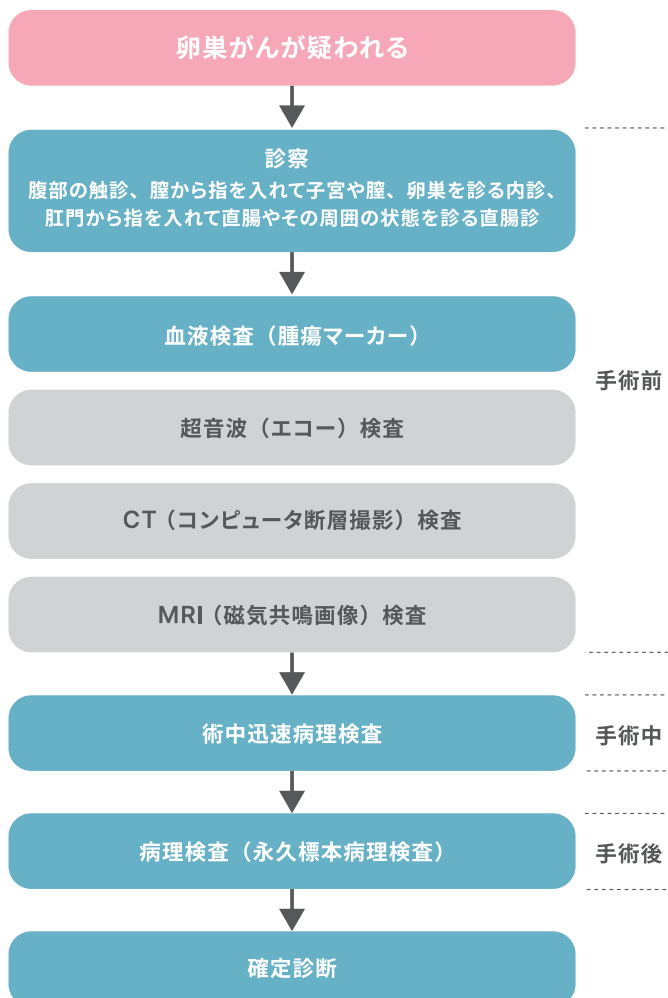 卵巣がんが疑われる
診察
腹部の触診、膣から指を入れて子宮や膣、卵巣を診る内診、
肛門から指を入れて直腸やその周囲の状態を診る直腸診
血液検査（腫瘍マーカー）
超音波（エコー）検査
CT（コンピュータ断層撮影）検査
MRI（磁気共鳴画像）検査
手術前
術中迅速病理検査
手術中
病理検査（永久標本病理検査）
手術後
確定診断